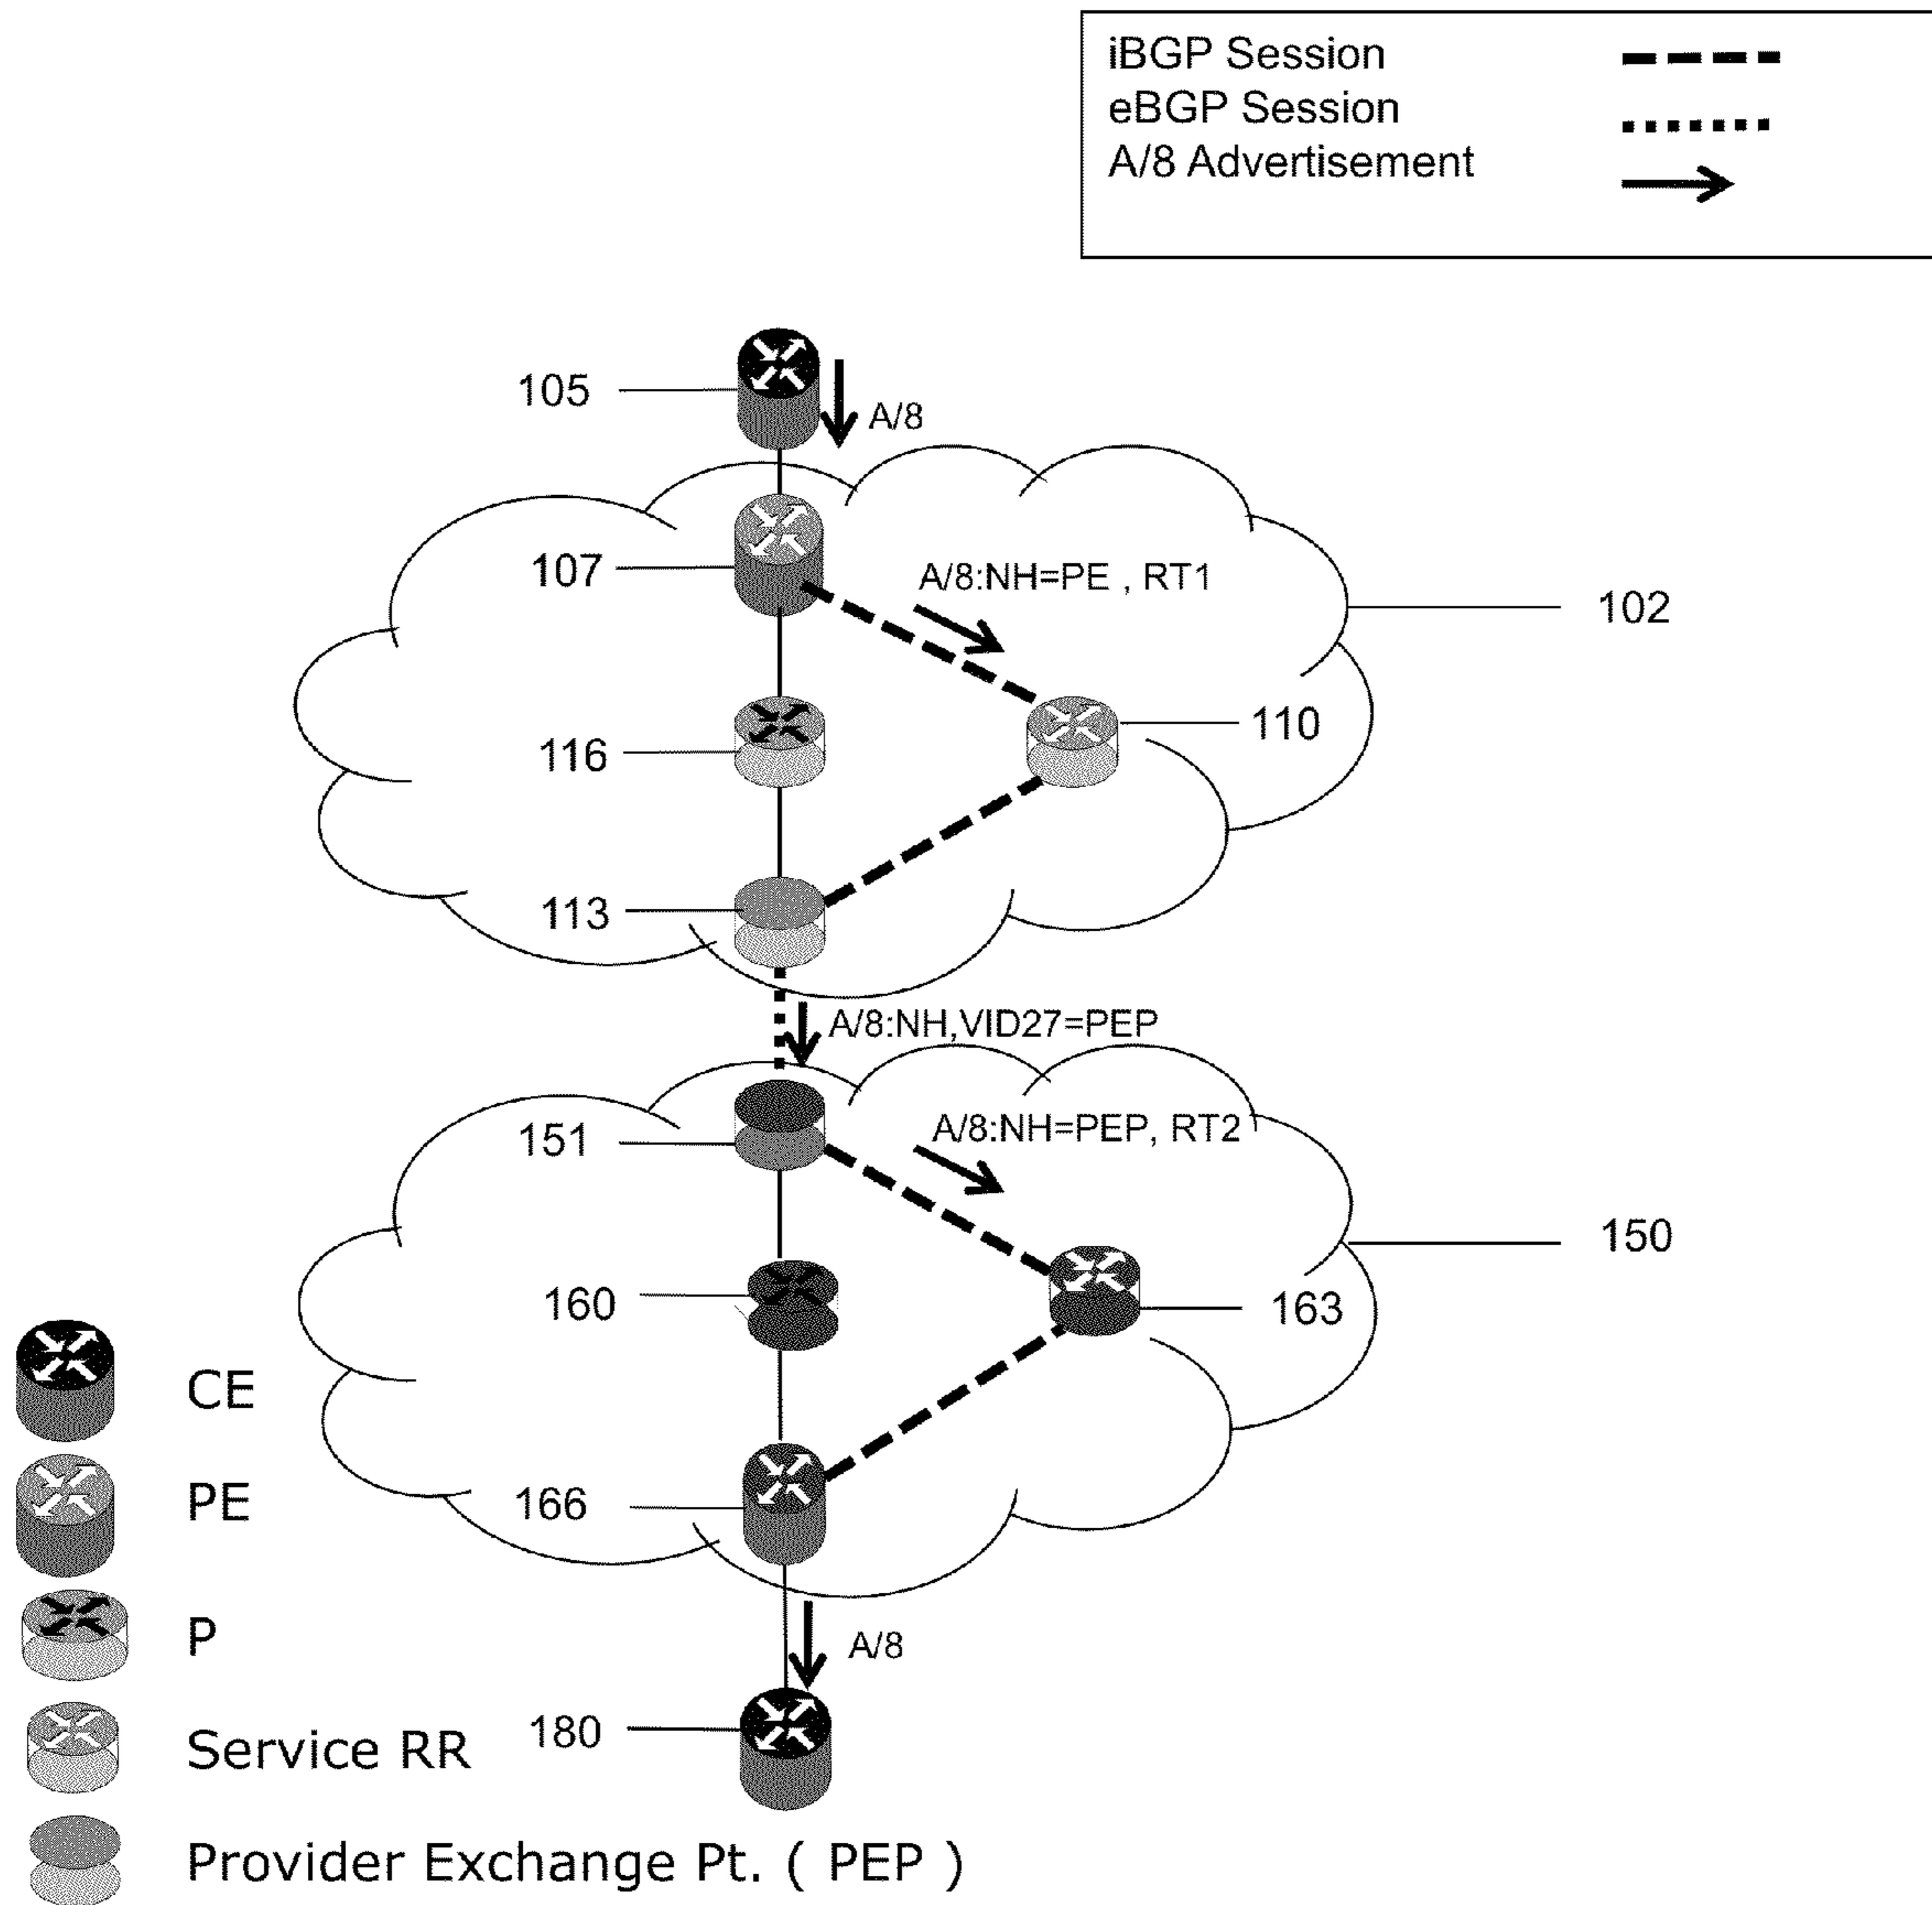 iBGP Session
eBGP Session
A/8 Advertisement
105
A/8
107
A/8:NH=PE , RT1
102
116
110
113
A/8:NH,VID27=PEP
151
A/8:NH=PEP, RT2
150
160
163
CE
PE
166
P
A/8
Service RR
180
Provider Exchange Pt. ( PEP )